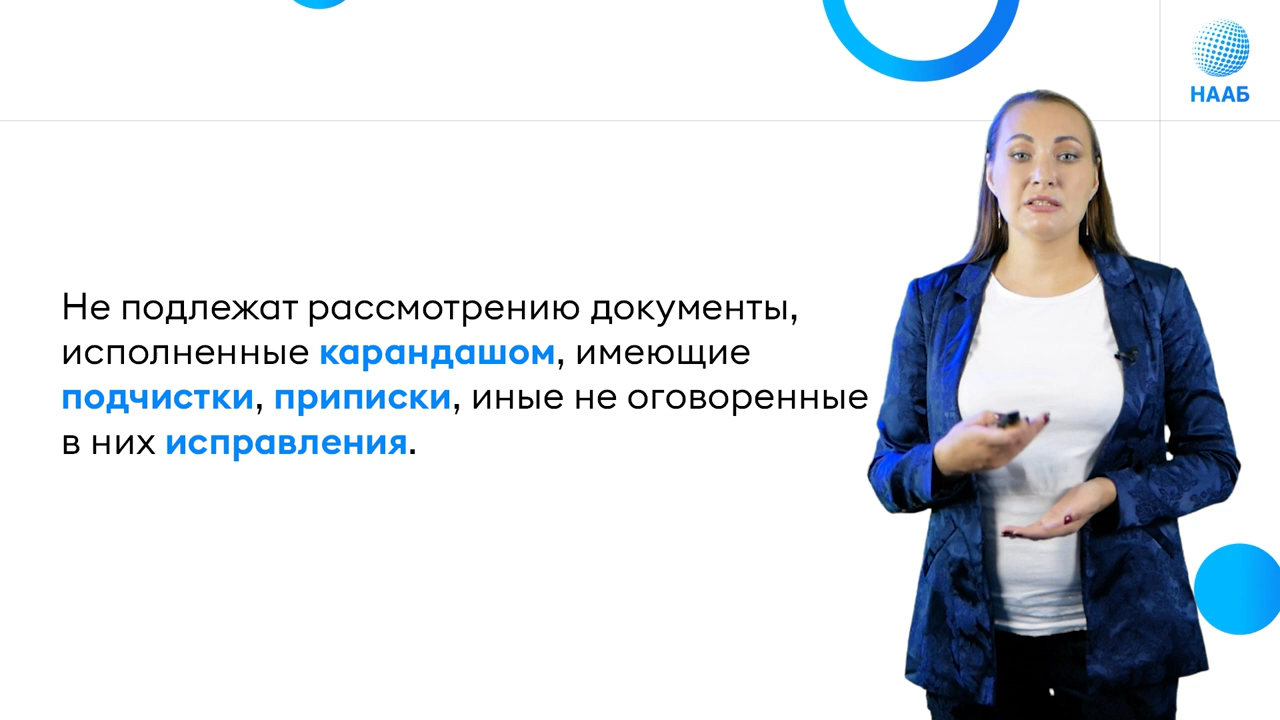 НААБ
Не подлежат рассмотрению документы,
исполненные карандашом, имеющие
подчистки, приписки, иные не оговоренные
в них исправления.